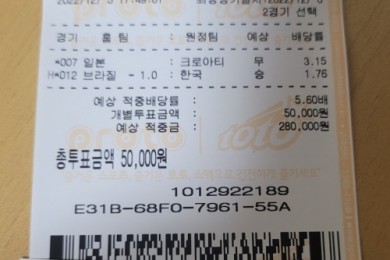 2경기 선택
경기 홈 팀 : 원정팀 예상 배당률
*007 일본 : 크로아티 무 3.15
H*012 브라질 - 1.0 : 한국 승 1.76
예상 적중배당률 : 5.60배
개별투표금액 : 50,000원
예상 적중금 : 280,000원
총투표금액 50,000원
1012922189
E31B-68F0-7961-55A